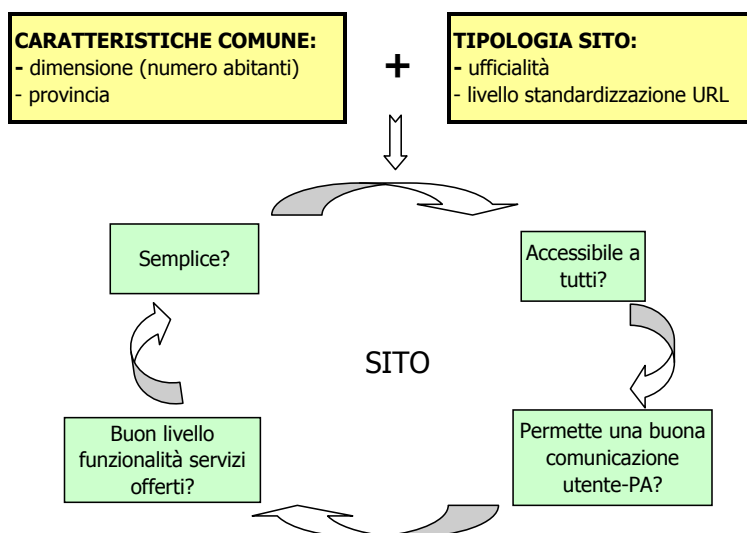 CARATTERISTICHE COMUNE:
- dimensione (numero abitanti)
- provincia
+
TIPOLOGIA SITO:
- ufficialità
- livello standardizzazione URL
Semplice?
Accessibile a
tutti?
SITO
Buon livello
funzionalità servizi
offerti?
Permette una buona
comunicazione
utente-PA?